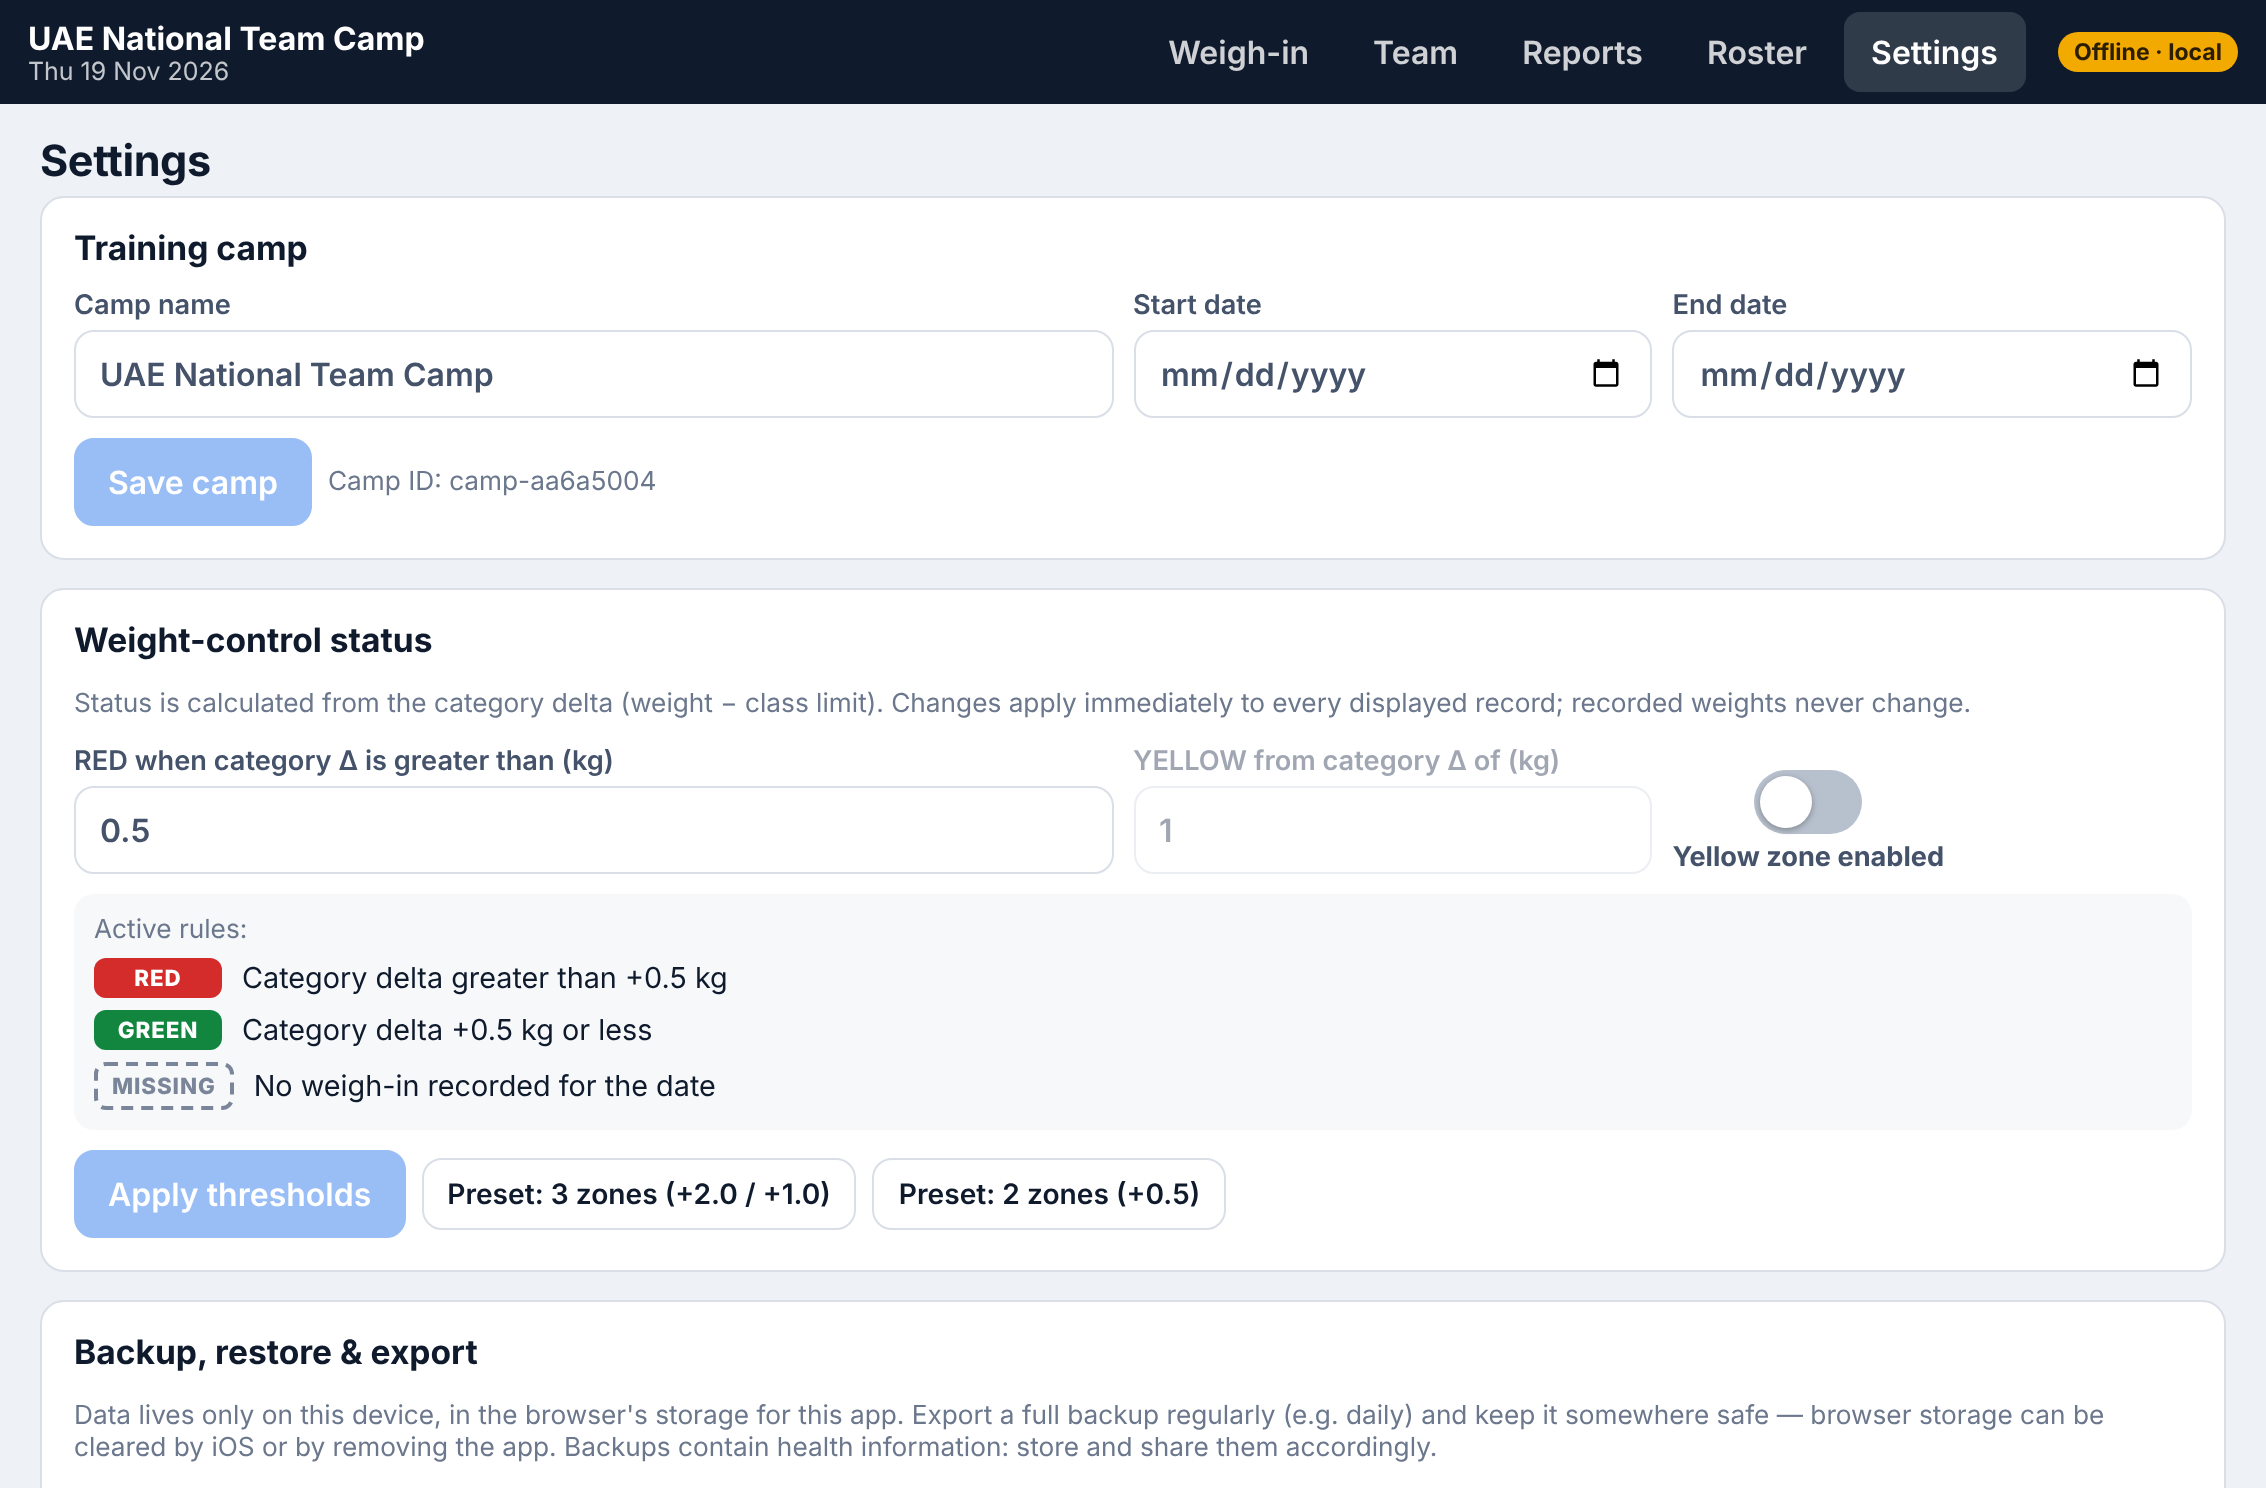 UAE National Team Camp
Thu 19 Nov 2026
Weigh-in Team Reports Roster Settings Offline · local
Settings
Training camp
Camp name Start date End date
UAE National Team Camp mm/dd/yyyy mm/dd/yyyy
Save camp Camp ID: camp-aa6a5004
Weight-control status
Status is calculated from the category delta (weight − class limit). Changes apply immediately to every displayed record; recorded weights never change.
RED when category Δ is greater than (kg) YELLOW from category Δ of (kg)
0.5 1
Yellow zone enabled
Active rules:
RED Category delta greater than +0.5 kg
GREEN Category delta +0.5 kg or less
MISSING No weigh-in recorded for the date
Apply thresholds Preset: 3 zones (+2.0 / +1.0) Preset: 2 zones (+0.5)
Backup, restore & export
Data lives only on this device, in the browser's storage for this app. Export a full backup regularly (e.g. daily) and keep it somewhere safe — browser storage can be
cleared by iOS or by removing the app. Backups contain health information: store and share them accordingly.